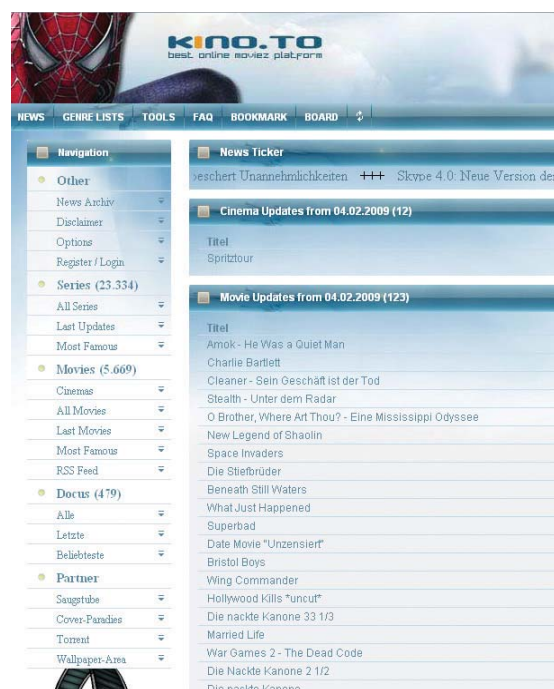 KINO.TO
best online moviez platform
NEWS GENRE LISTS TOOLS FAQ BOOKMARK BOARD
Navigation
Other
News Archiv
Disclaimer
Options
Register / Login
Series (23.334)
All Series
Last Updates
Most Famous
Movies (5.669)
Cinemas
All Movies
Last Movies
Most Famous
RSS Feed
Docus (479)
Alle
Letzte
Beliebteste
Partner
Saugstube
Cover-Paradies
Torrent
Wallpaper-Area
News Ticker
beschert Unannehmlichkeiten +++ Skype 4.0: Neue Version der
Cinema Updates from 04.02.2009 (12)
Titel
Spritztour
Movie Updates from 04.02.2009 (123)
Titel
Amok - He Was a Quiet Man
Charlie Bartlett
Cleaner - Sein Geschäft ist der Tod
Stealth - Unter dem Radar
O Brother, Where Art Thou? - Eine Mississippi Odyssee
New Legend of Shaolin
Space Invaders
Die Stiefbrüder
Beneath Still Waters
What Just Happened
Superbad
Date Movie "Unzensiert"
Bristol Boys
Wing Commander
Hollywood Kills *uncut*
Die nackte Kanone 33 1/3
Married Life
War Games 2 - The Dead Code
Die Nackte Kanone 2 1/2
Die nackte Kanone